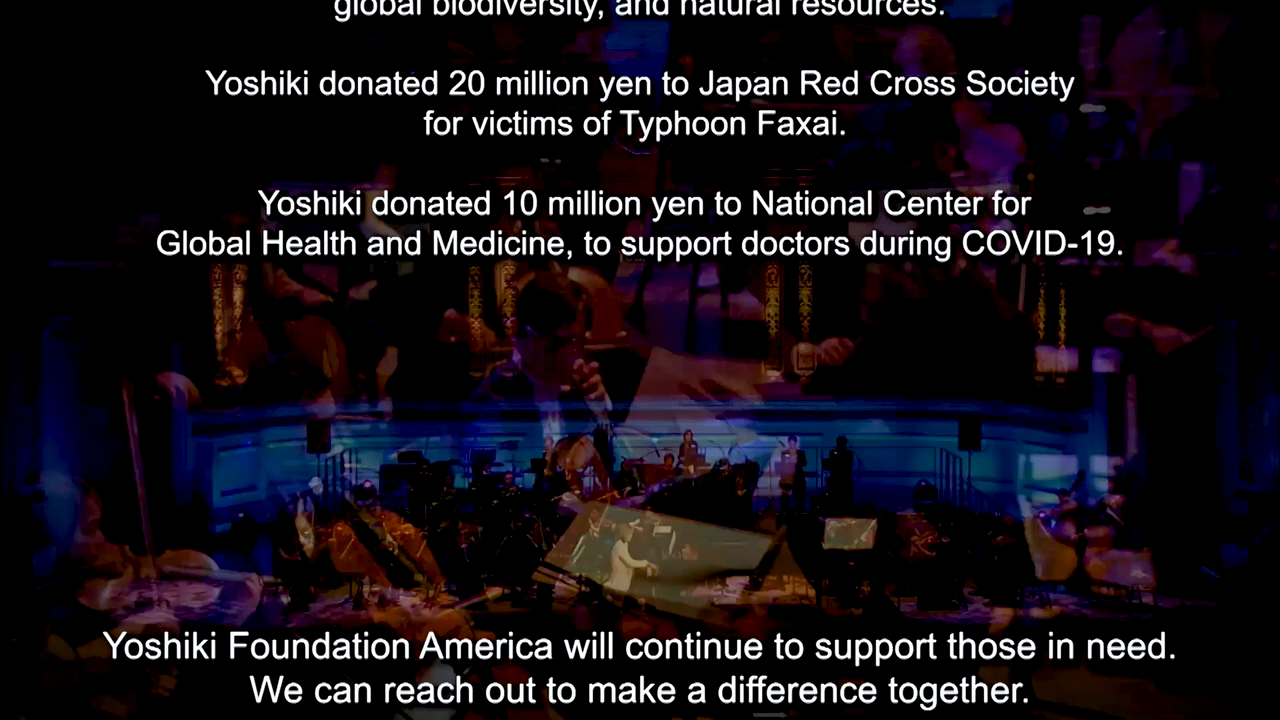 global biodiversity, and natural resources.
Yoshiki donated 20 million yen to Japan Red Cross Society
for victims of Typhoon Faxai.
Yoshiki donated 10 million yen to National Center for
Global Health and Medicine, to support doctors during COVID-19.
Yoshiki Foundation America will continue to support those in need.
We can reach out to make a difference together.